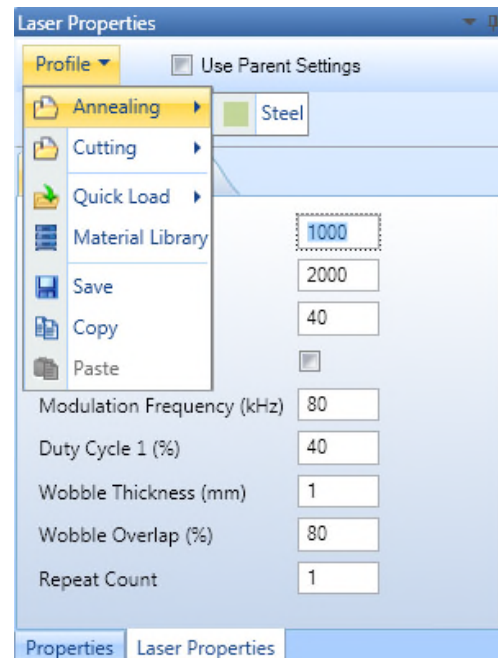 Laser Properties
Profile Use Parent Settings
Annealing Steel
Cutting
Quick Load
Material Library 1000
Save 2000
Copy 40
Paste
Modulation Frequency (kHz) 80
Duty Cycle 1 (%) 40
Wobble Thickness (mm) 1
Wobble Overlap (%) 80
Repeat Count 1
Properties Laser Properties